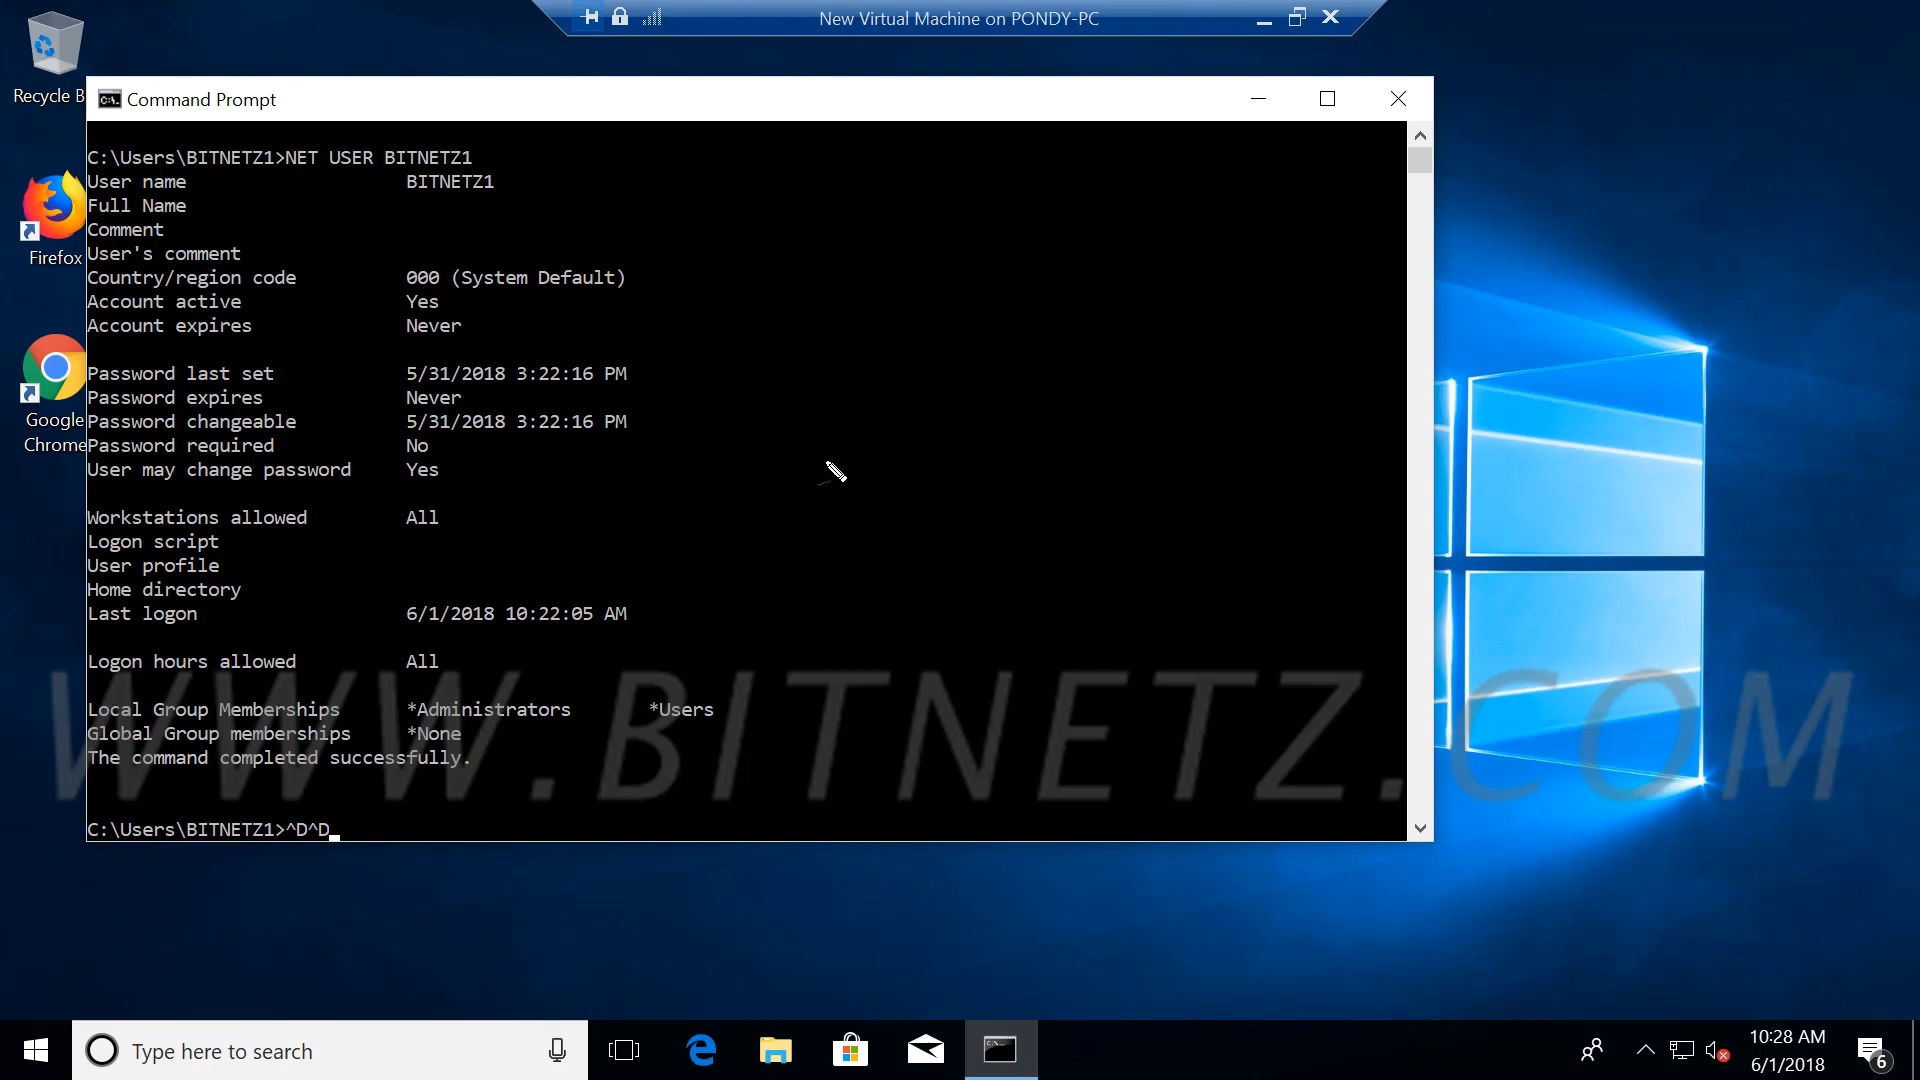 New Virtual Machine on PONDY-PC
Recycle B
Command Prompt
C:\Users\BITNETZ1>NET USER BITNETZ1
User name BITNETZ1
Full Name
Comment
User's comment
Country/region code 000 (System Default)
Account active Yes
Account expires Never
Password last set 5/31/2018 3:22:16 PM
Password expires Never
Password changeable 5/31/2018 3:22:16 PM
Password required No
User may change password Yes
Workstations allowed All
Logon script
User profile
Home directory
Last logon 6/1/2018 10:22:05 AM
Logon hours allowed All
Local Group Memberships *Administrators *Users
Global Group memberships *None
The command completed successfully.
C:\Users\BITNETZ1>^D^D
Firefox
Google
Chrome
WWW.BITNETZ.COM
Type here to search
10:28 AM
6/1/2018
6